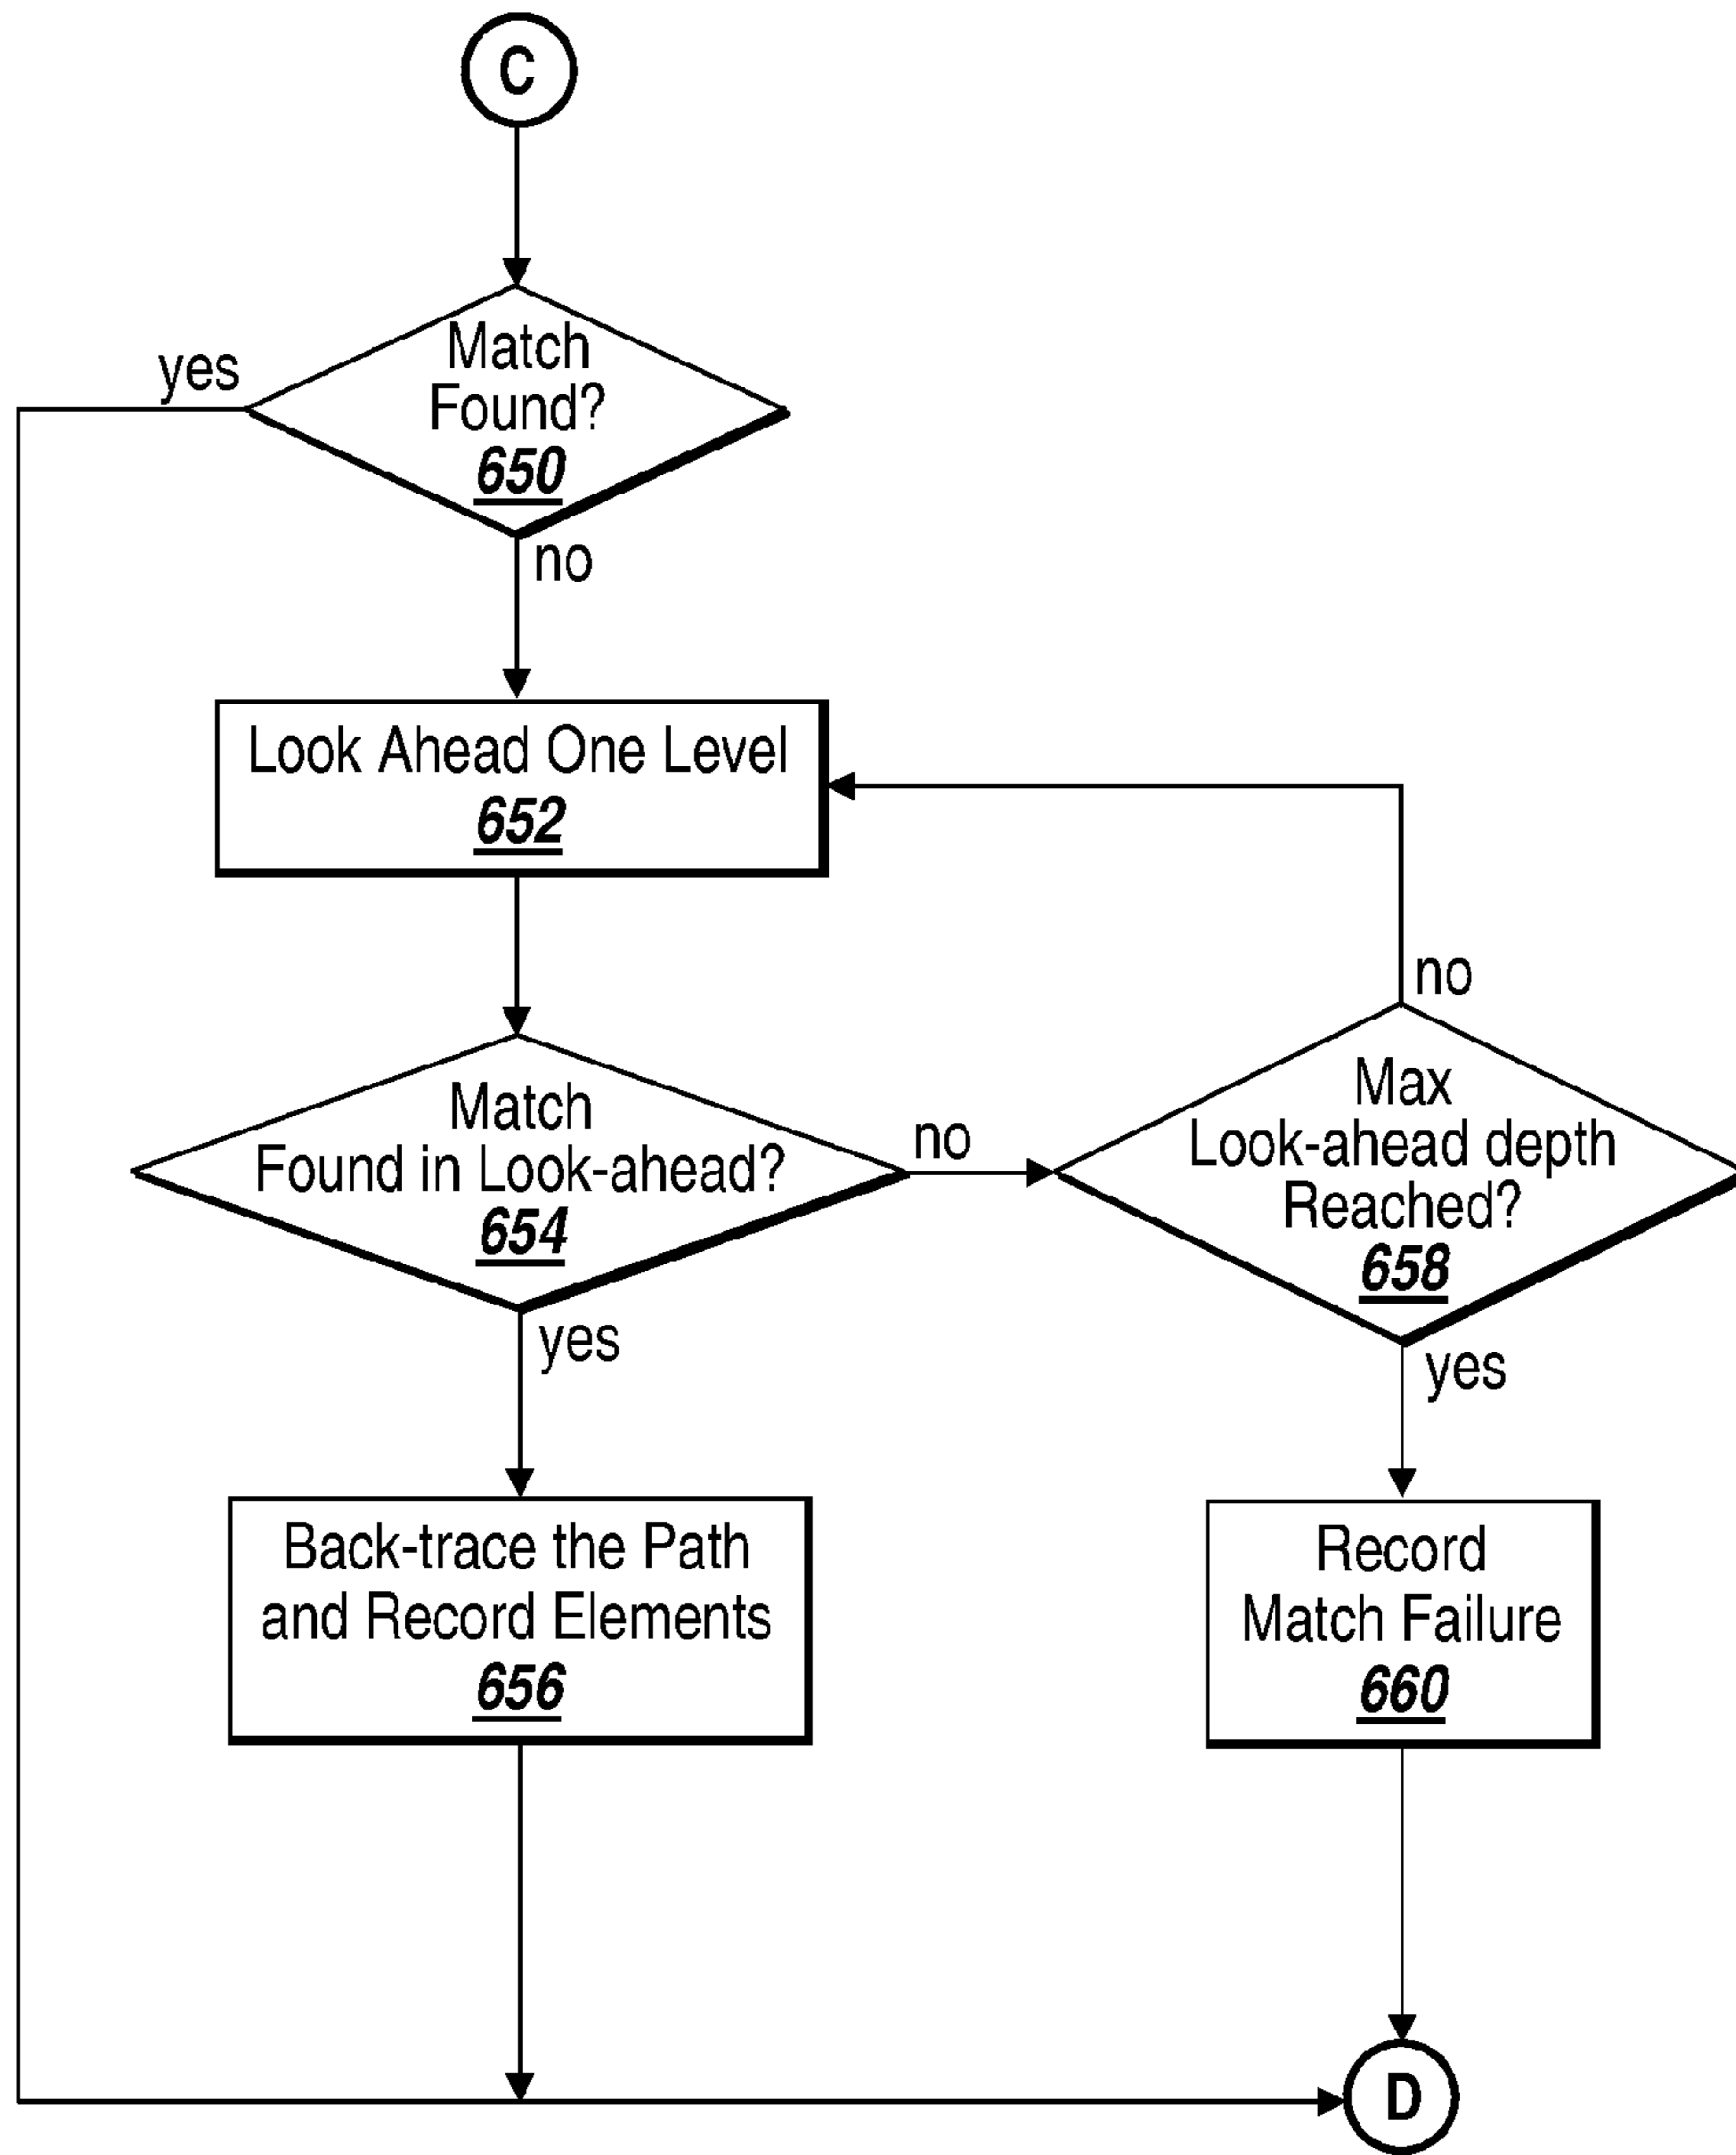 C
Match
Found?
650
yes
no
Look Ahead One Level
652
Match
Found in Look-ahead?
654
no
yes
Max
Look-ahead depth
Reached?
658
no
yes
Back-trace the Path
and Record Elements
656
Record
Match Failure
660
D